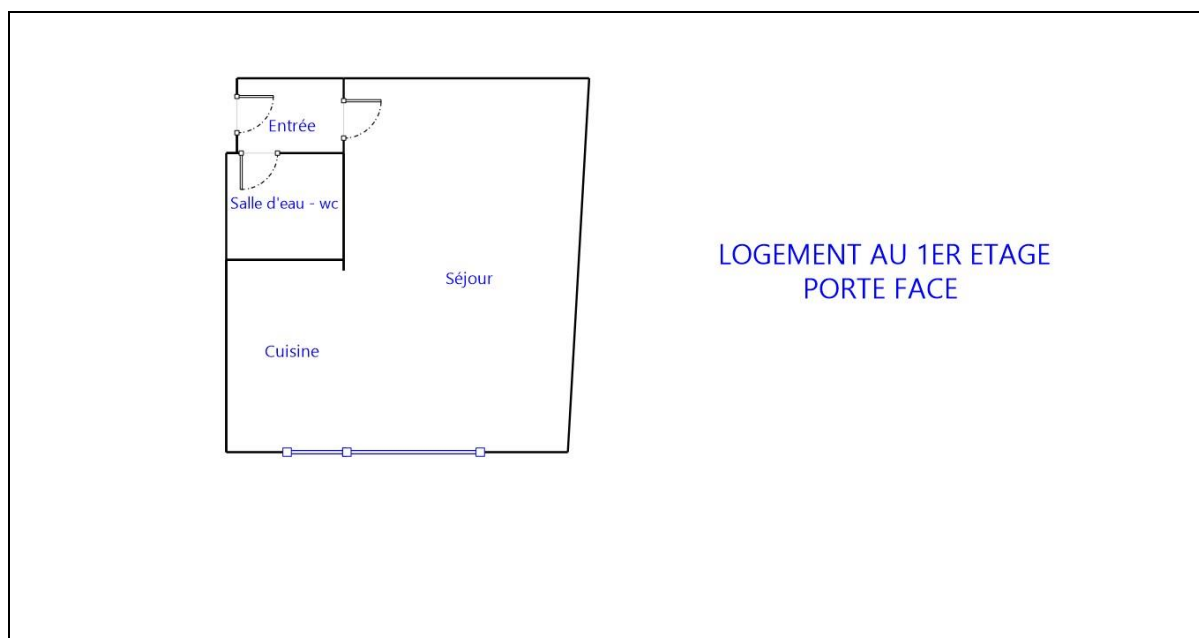 Entrée
Salle d'eau - wc
Séjour
Cuisine
LOGEMENT AU 1ER ETAGE
PORTE FACE